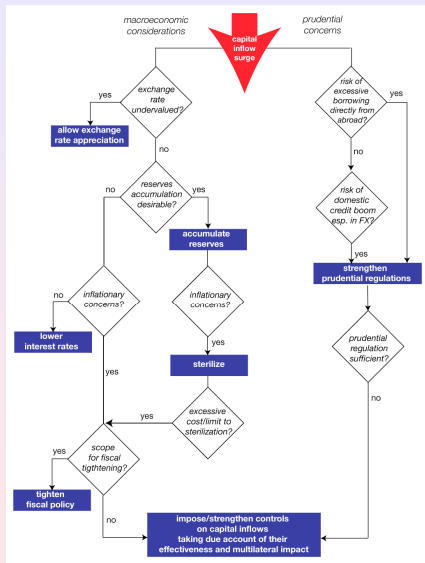 macroeconomic
considerations
prudential
concerns
capital
inflow
surge
exchange
rate
undervalued?
yes
allow exchange
rate appreciation
no
risk of
excessive
borrowing
directly from
abroad?
yes
no
reserves
accumulation
desirable?
no
yes
accumulate
reserves
risk of
domestic
credit boom
esp. in FX?
yes
strengthen
prudential regulations
inflationary
concerns?
no
lower
interest rates
yes
inflationary
concerns?
yes
sterilize
prudential
regulation
sufficient?
no
excessive
cost/limit to
sterilization?
yes
scope
for fiscal
tigthtening?
yes
tighten
fiscal policy
no
impose/strengthen controls
on capital inflows
taking due account of their
effectiveness and multilateral impact